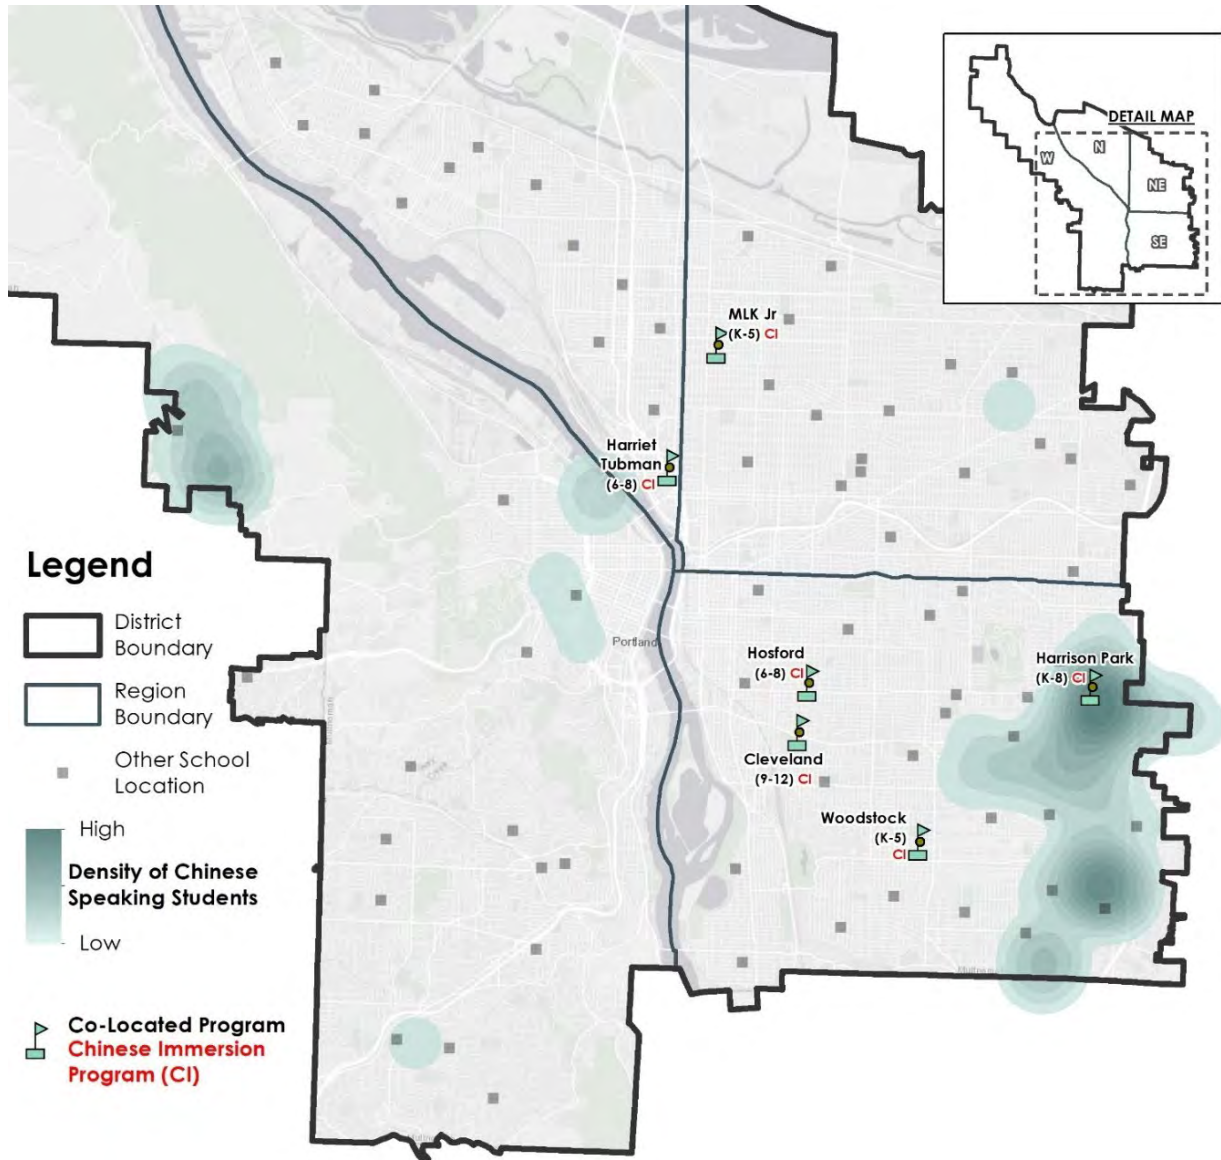 DETAIL MAP
N
W
NE
SE
MLK Jr
(K-5) CI
Harriet
Tubman
(6-8) CI
Portland
Hosford
(6-8) CI
Harrison Park
(K-8) CI
Cleveland
(9-12) CI
Woodstock
(K-5)
CI
Legend
District
Boundary
Region
Boundary
Other School
Location
High
Density of Chinese
Speaking Students
Low
Co-Located Program
Chinese Immersion
Program (CI)